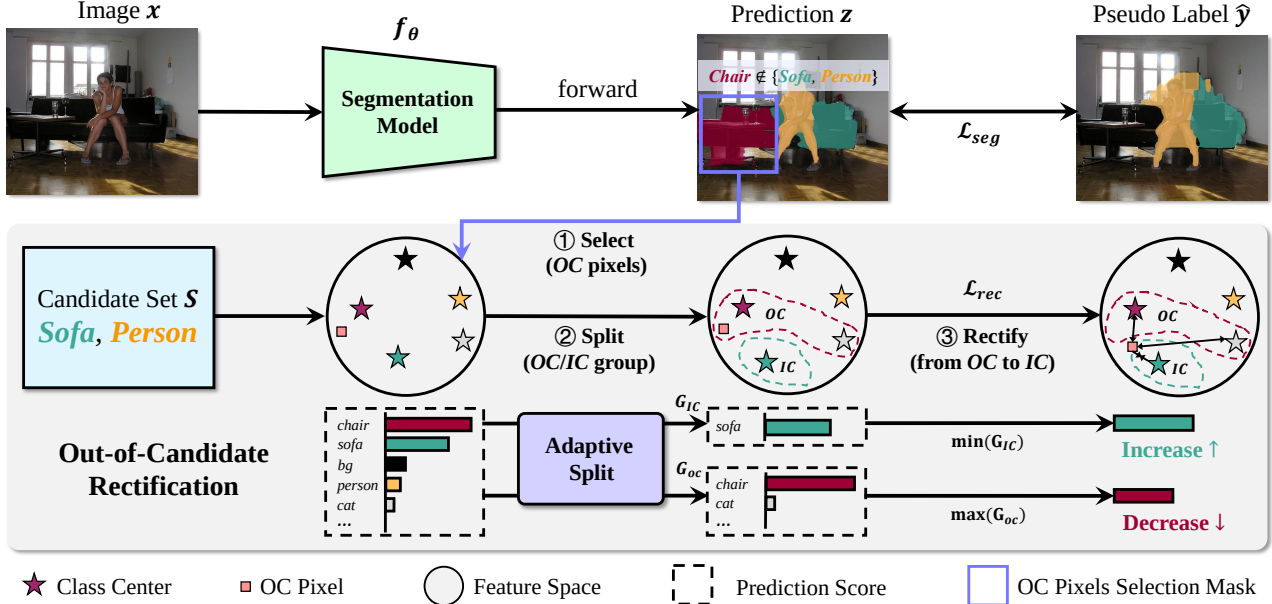 Image x
f_θ
Prediction z
Pseudo Label ŷ
Segmentation
Model
forward
Chair ∉ {Sofa, Person}
ℒ_seg
Candidate Set S
Sofa, Person
① Select
(OC pixels)
② Split
(OC/IC group)
OC
IC
ℒ_rec
③ Rectify
(from OC to IC)
OC
IC
Out-of-Candidate
Rectification
chair
sofa
bg
person
cat
...
Adaptive
Split
G_IC
G_oc
sofa
chair
cat
...
min(G_IC)
max(G_oc)
Increase ↑
Decrease ↓
Class Center
OC Pixel
Feature Space
Prediction Score
OC Pixels Selection Mask